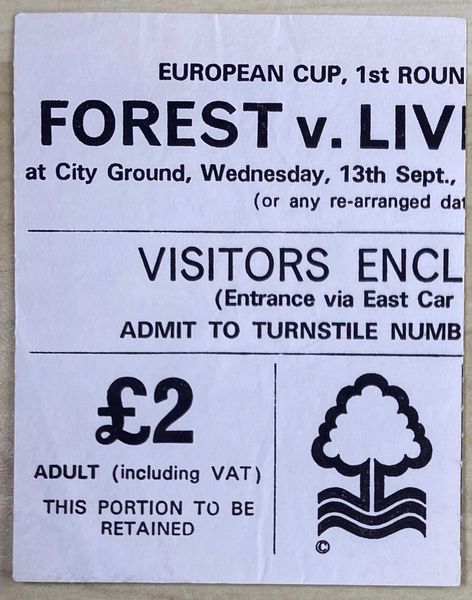 EUROPEAN CUP, 1st ROUN
FOREST v. LIV
at City Ground, Wednesday, 13th Sept.,
(or any re-arranged dat
VISITORS ENCL
(Entrance via East Car
ADMIT TO TURNSTILE NUMB
£2
ADULT (including VAT)
THIS PORTION TO BE
RETAINED
©